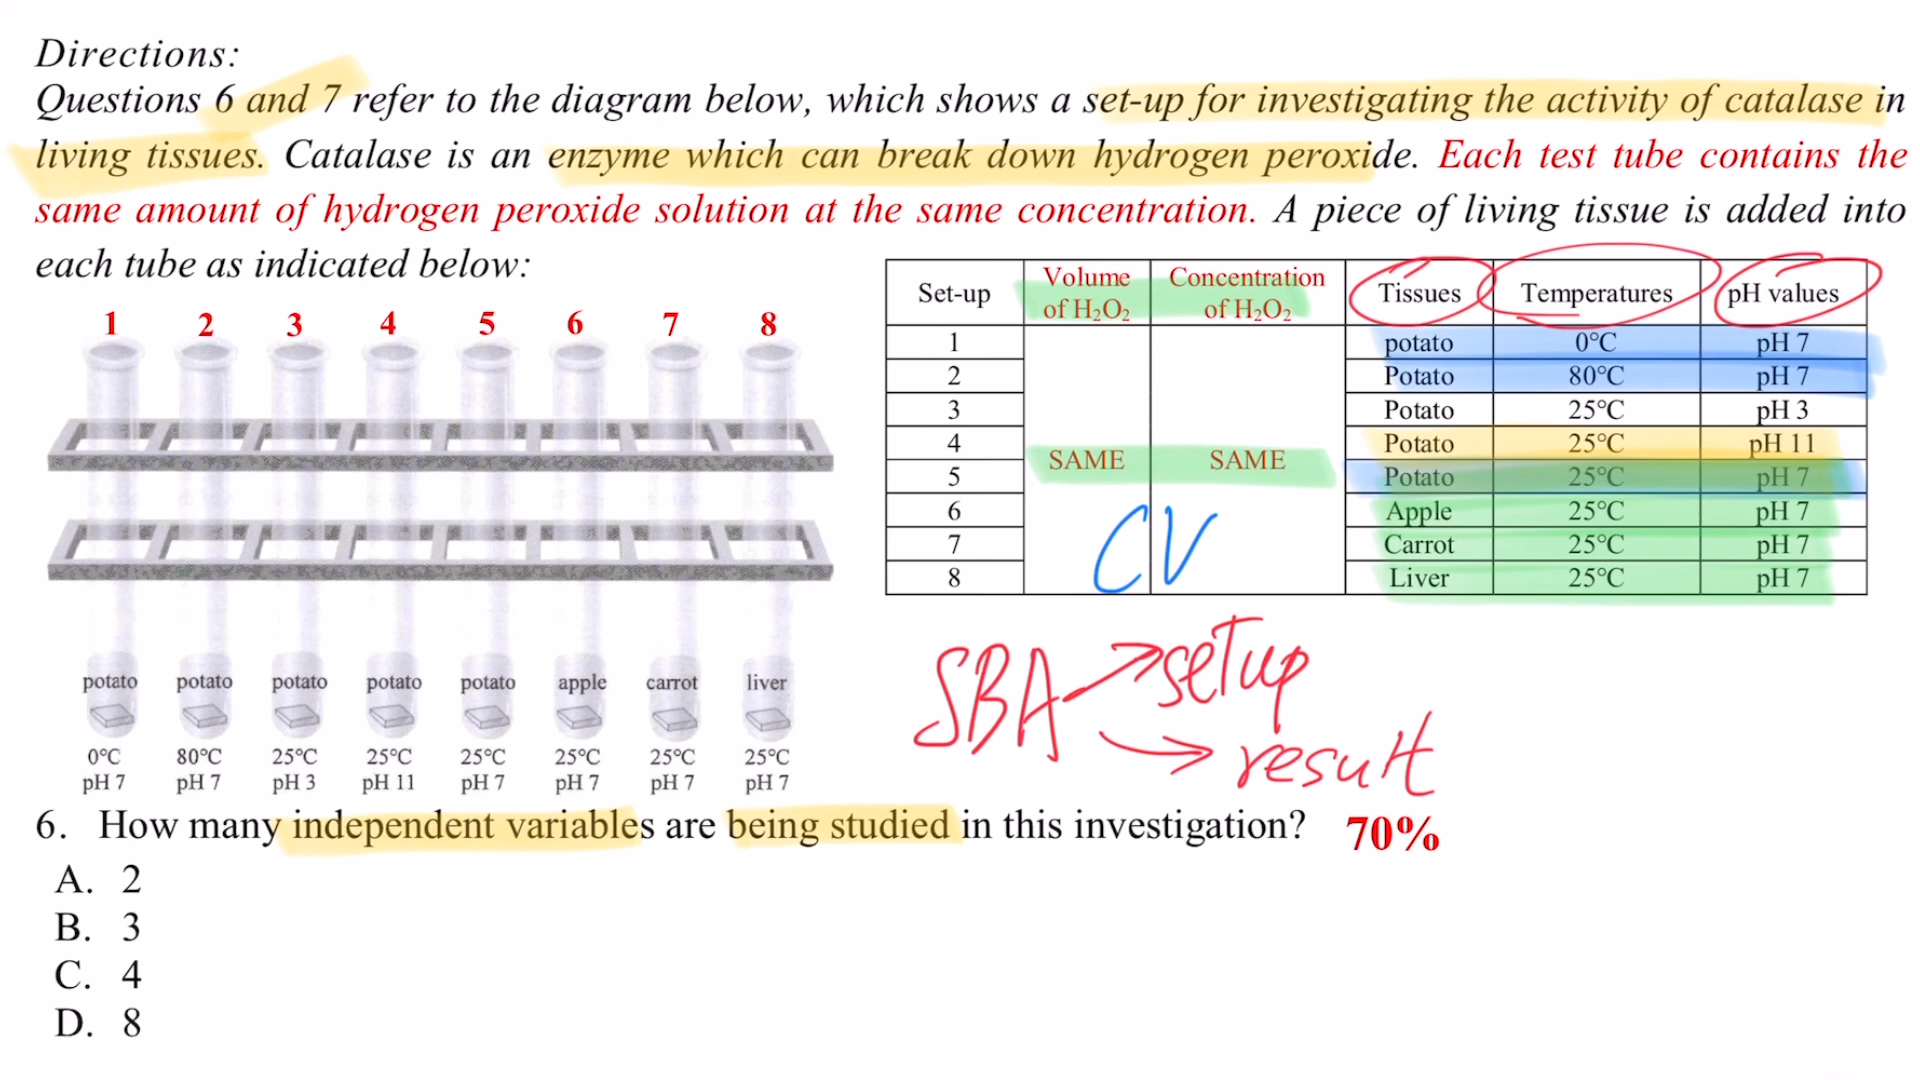 Directions:
Questions 6 and 7 refer to the diagram below, which shows a set-up for investigating the activity of catalase in
living tissues. Catalase is an enzyme which can break down hydrogen peroxide. Each test tube contains the
same amount of hydrogen peroxide solution at the same concentration. A piece of living tissue is added into
each tube as indicated below:
1 2 3 4 5 6 7 8
potato potato potato potato potato apple carrot liver
0°C 80°C 25°C 25°C 25°C 25°C 25°C 25°C
pH 7 pH 7 pH 3 pH 11 pH 7 pH 7 pH 7 pH 7
Set-up Volume of H₂O₂ Concentration of H₂O₂ Tissues Temperatures pH values
1 potato 0°C pH 7
2 Potato 80°C pH 7
3 Potato 25°C pH 3
4 Potato 25°C pH 11
SAME SAME
5 Potato 25°C pH 7
6 Apple 25°C pH 7
7 Carrot 25°C pH 7
8 Liver 25°C pH 7
CV
SBA → setup
→ result
6. How many independent variables are being studied in this investigation? 70%
A. 2
B. 3
C. 4
D. 8